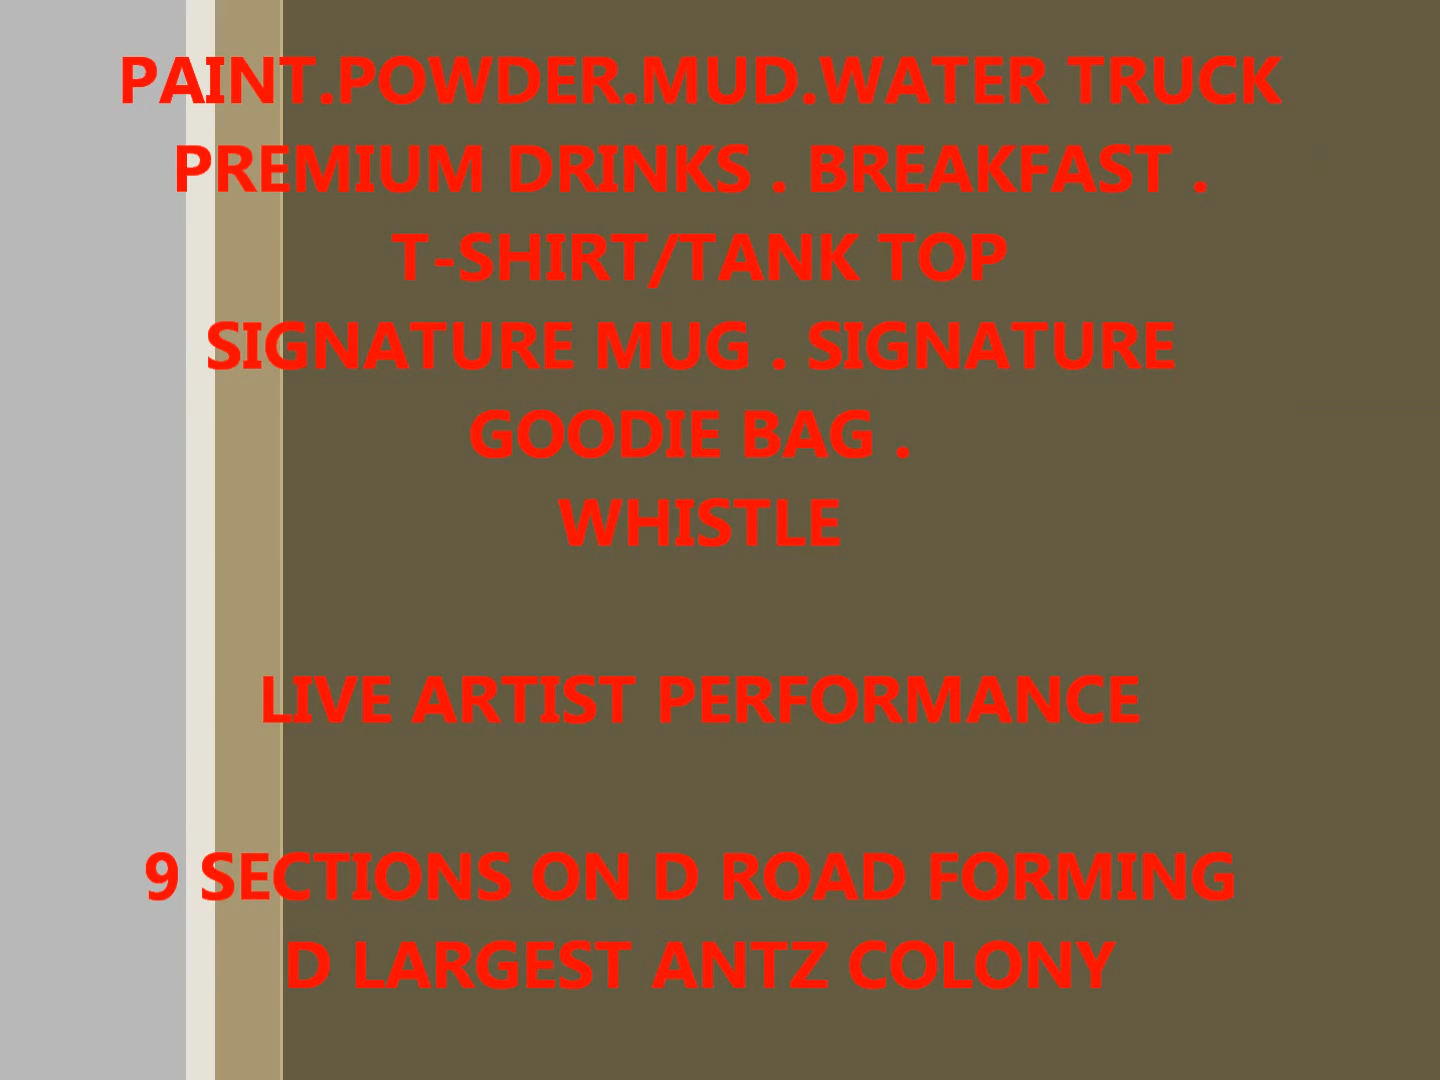 PAINT.POWDER.MUD.WATER TRUCK
PREMIUM DRINKS . BREAKFAST .
T-SHIRT/TANK TOP
SIGNATURE MUG . SIGNATURE
GOODIE BAG .
WHISTLE
LIVE ARTIST PERFORMANCE
9 SECTIONS ON D ROAD FORMING
D LARGEST ANTZ COLONY